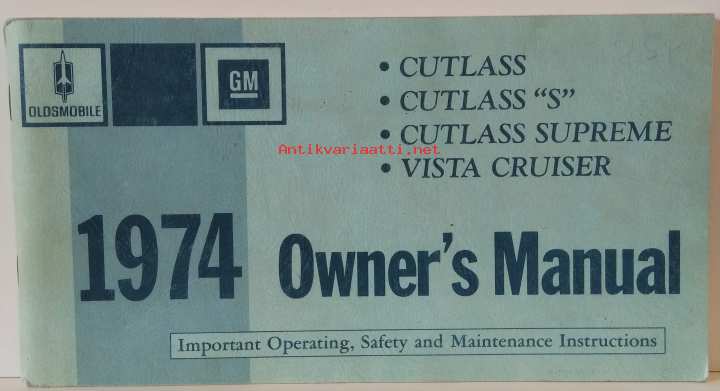 OLDSMOBILE
GM
• CUTLASS
• CUTLASS “S”
• CUTLASS SUPREME
• VISTA CRUISER
Antikvariaatti.net
1974 Owner's Manual
Important Operating, Safety and Maintenance Instructions